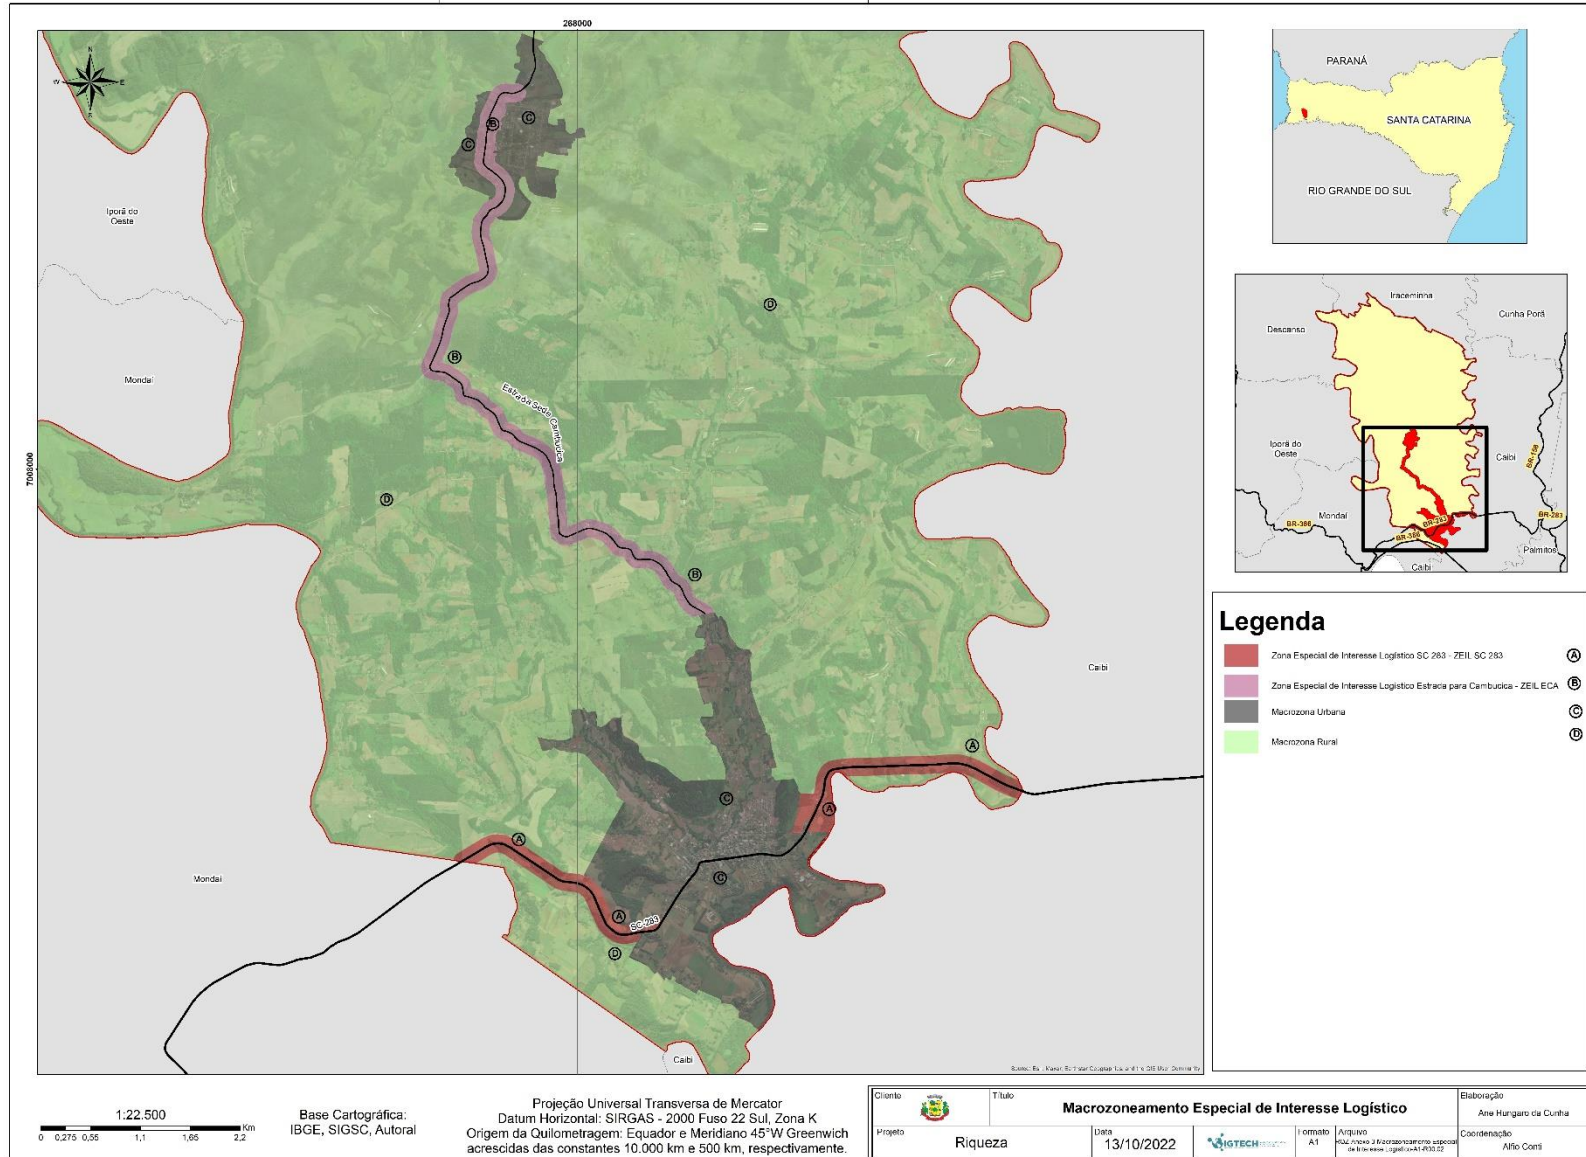 268000
7008000
N
W
E
S
Iporã do
Oeste
Mondaí
Estrada Sede Cambucica
Mondaí
SC-283
Caibi
Caibi
A
A
A
A
B
B
B
C
C
C
C
D
D
D
PARANÁ
SANTA CATARINA
RIO GRANDE DO SUL
Iraceminha
Cunha Porã
Descanso
Iporã do
Oeste
Caibi
BR-158
Mondaí
BR-386
BR-283
BR-283
BR-386
Palmitos
Caibi
Legenda
Zona Especial de Interesse Logístico SC 283 - ZEIL SC 283 A
Zona Especial de Interesse Logístico Estrada para Cambucica - ZEIL ECA B
Macrozona Urbana C
Macrozona Rural D
1:22.500
Km
0 0,275 0,55 1,1 1,65 2,2
Base Cartográfica:
IBGE, SIGSC, Autoral
Projeção Universal Transversa de Mercator
Datum Horizontal: SIRGAS - 2000 Fuso 22 Sul, Zona K
Origem da Quilometragem: Equador e Meridiano 45°W Greenwich
acrescidas das constantes 10.000 km e 500 km, respectivamente.
Cliente
Título
Macrozoneamento Especial de Interesse Logístico
Elaboração
Ane Hungaro da Cunha
Projeto
Riqueza
Data
13/10/2022
IGTECH
Formato
A1
Arquivo
Coordenação
Alfio Conti